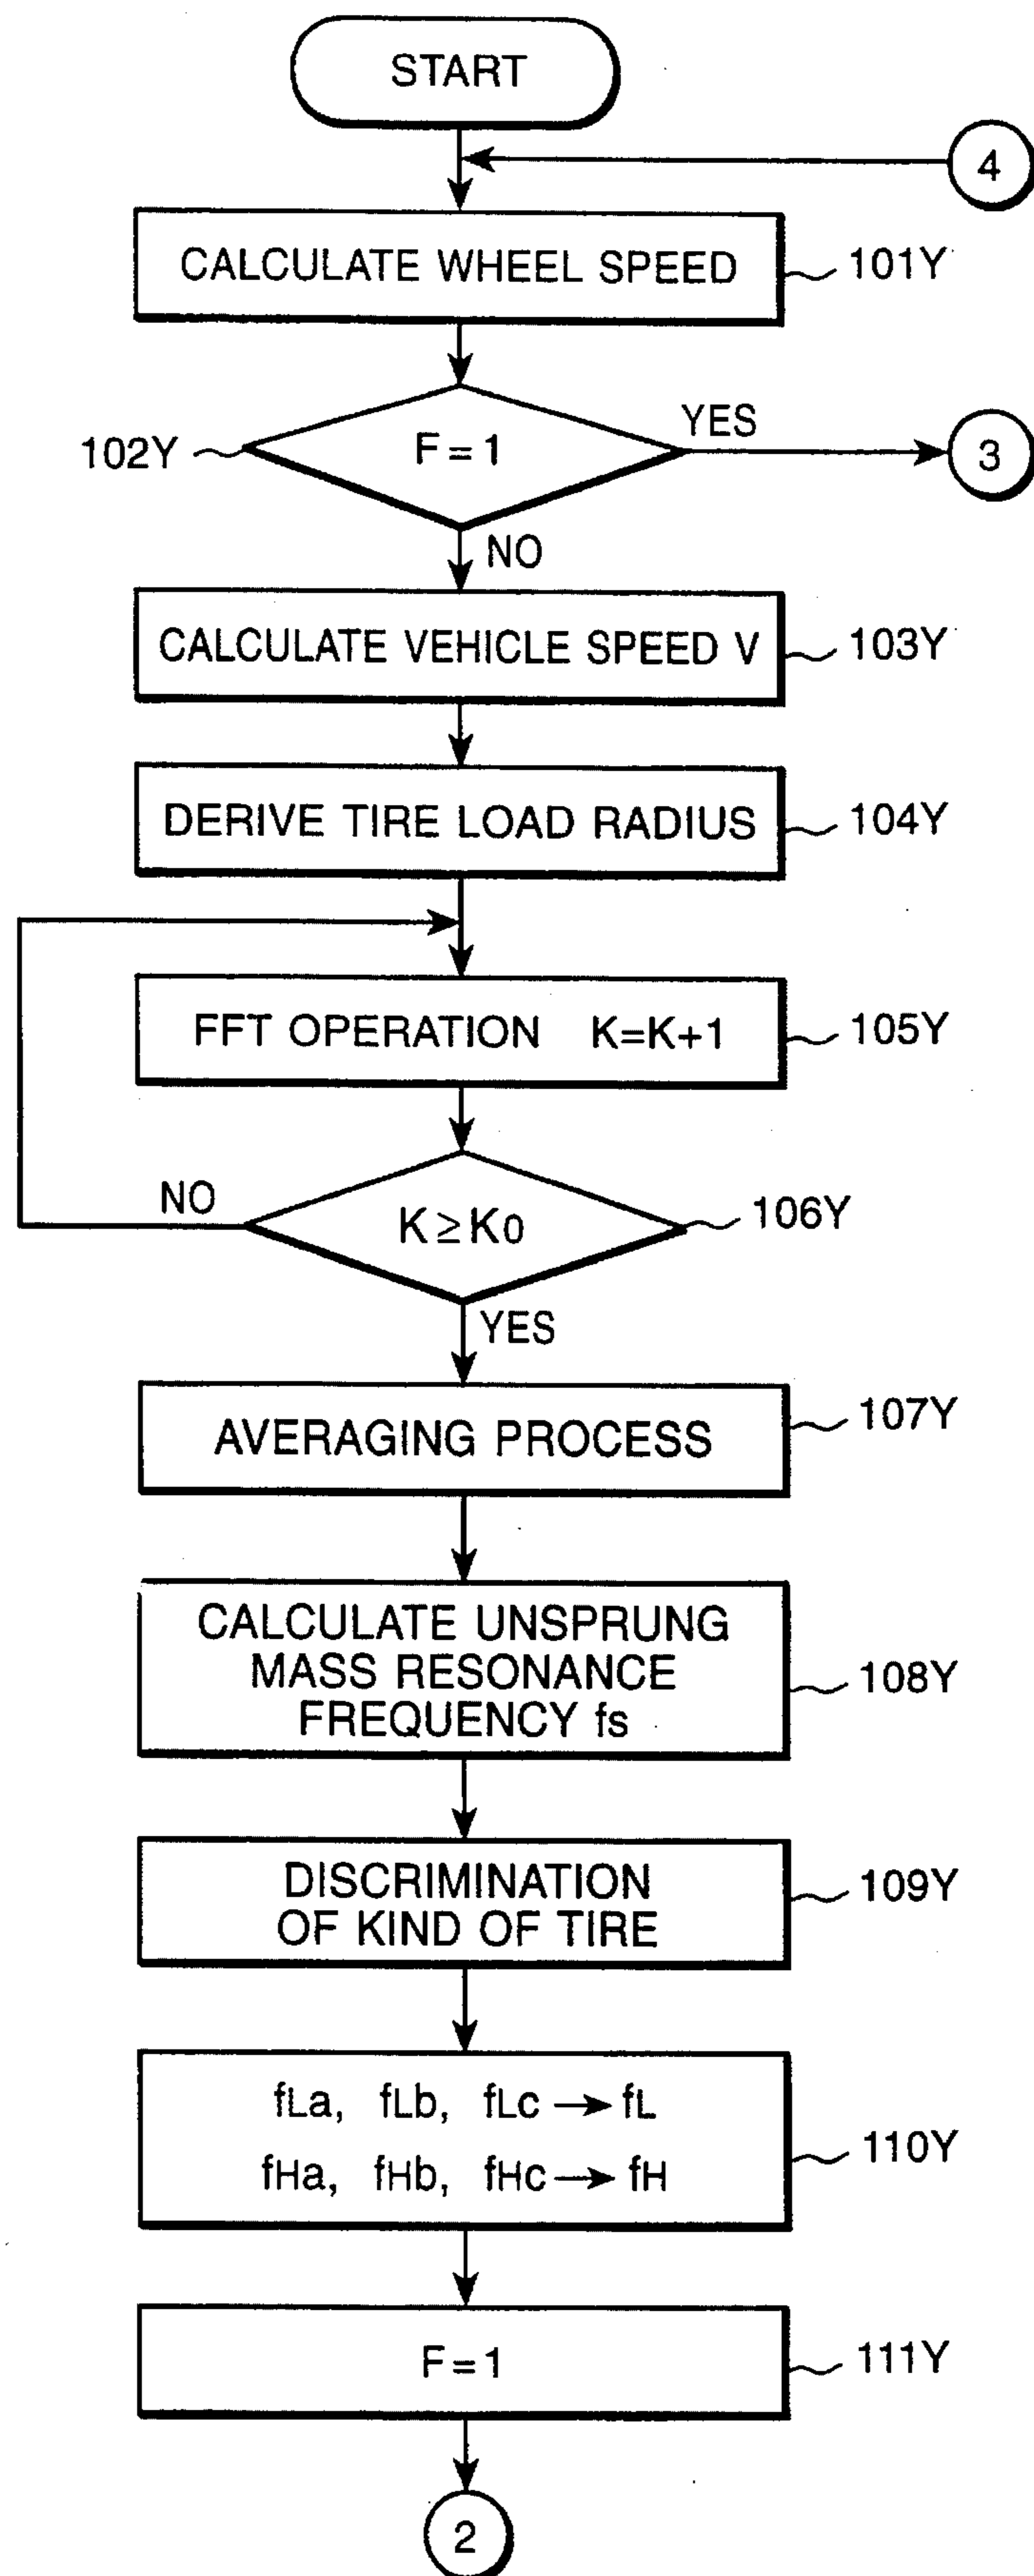 START
4
CALCULATE WHEEL SPEED
101Y
F = 1
YES
3
102Y
NO
CALCULATE VEHICLE SPEED V
103Y
DERIVE TIRE LOAD RADIUS
104Y
FFT OPERATION K=K+1
105Y
NO
K ≥ K0
106Y
YES
AVERAGING PROCESS
107Y
CALCULATE UNSPRUNG
MASS RESONANCE
FREQUENCY fs
108Y
DISCRIMINATION
OF KIND OF TIRE
109Y
fLa, fLb, fLc → fL
fHa, fHb, fHc → fH
110Y
F = 1
111Y
2